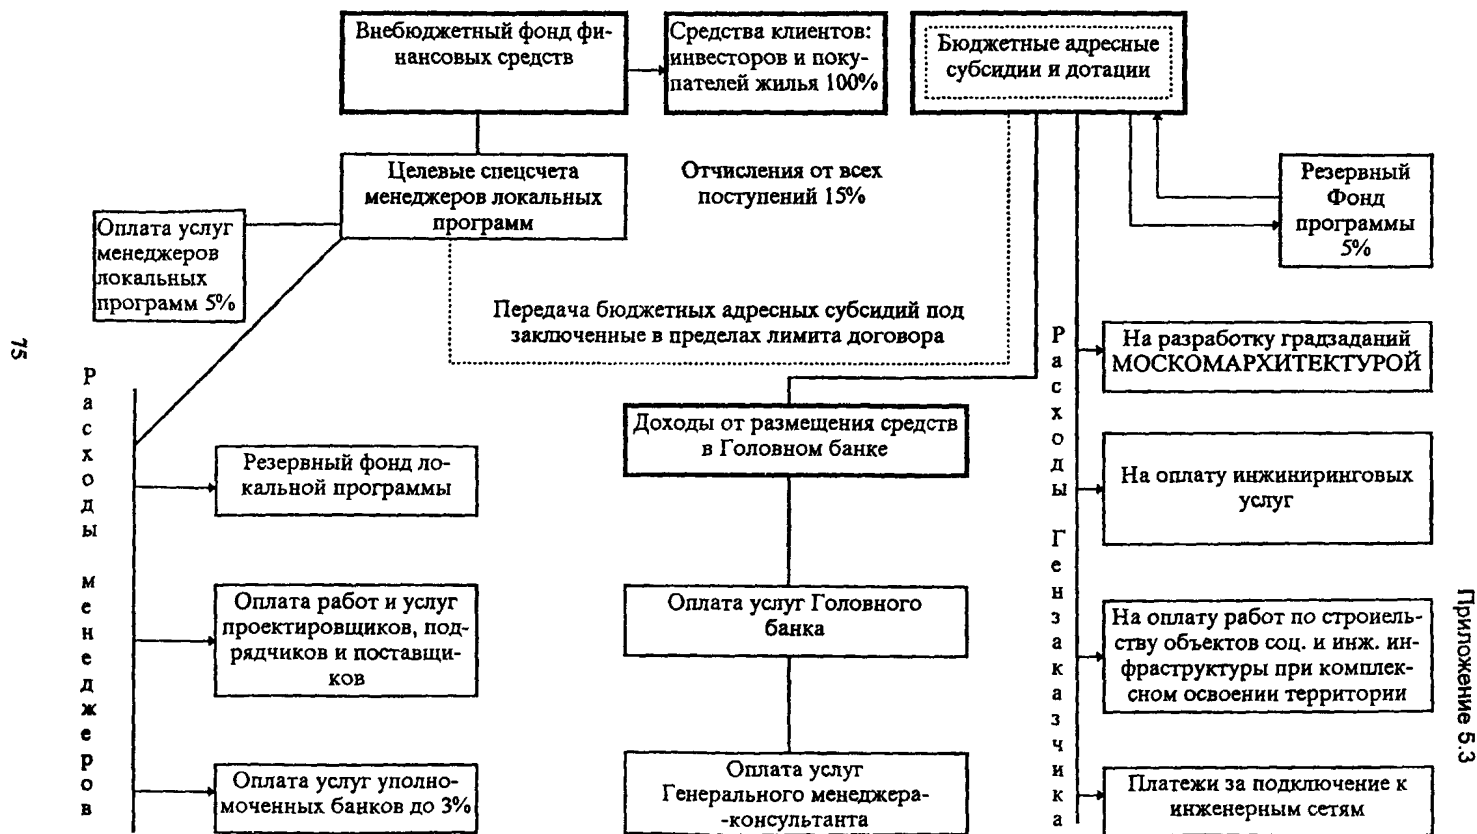 Внебюджетный фонд фи-
нансовых средств
Средства клиентов:
инвесторов и поку-
пателей жилья 100%
Бюджетные адресные
субсидии и дотации
Целевые спецсчета
менеджеров локальных
программ
Отчисления от всех
поступений 15%
Резервный
Фонд
программы
5%
Оплата услуг
менеджеров
локальных
программ 5%
Передача бюджетных адресных субсидий под
заключенные в пределах лимита договора
75
Расходы менеджеров
Резервный фонд ло-
кальной программы
Оплата работ и услуг
проектировщиков, под-
рядчиков и поставщи-
ков
Оплата услуг уполно-
моченных банков до 3%
Доходы от размещения средств
в Головном банке
Оплата услуг Головного
банка
Оплата услуг
Генерального менеджера-
-консультанта
Расходы Гензаказчика
На разработку градзаданий
МОСКОМАРХИТЕКТУРОЙ
На оплату инжиниринговых
услуг
На оплату работ по строиель-
ству объектов соц. и инж. ин-
фраструктуры при комплек-
сном освоении территории
Платежи за подключение к
инженерным сетям
Приложение 5.3